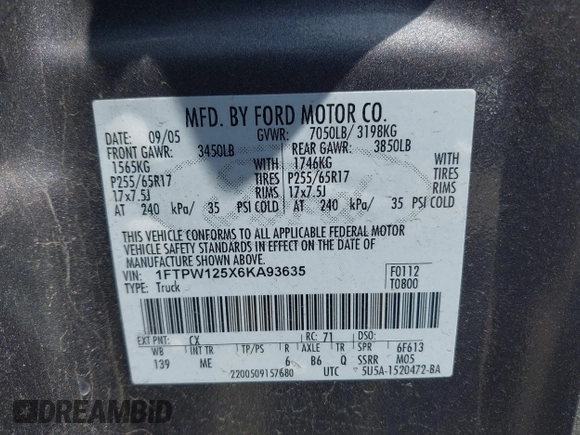 MFD. BY FORD MOTOR CO.
DATE: 09/05 GVWR: 7050LB/ 3198KG
FRONT GAWR: 3450LB REAR GAWR: 3850LB
1565KG WITH 1746KG WITH
P255/65R17 TIRES P255/65R17 TIRES
17x7.5J RIMS 17x7.5J RIMS
AT 240 kPa/ 35 PSI COLD AT 240 kPa/ 35 PSI COLD
THIS VEHICLE CONFORMS TO ALL APPLICABLE FEDERAL MOTOR
VEHICLE SAFETY STANDARDS IN EFFECT ON THE DATE OF
MANUFACTURE SHOWN ABOVE.
VIN: 1FTPW125X6KA93635
TYPE: Truck
F0112
T0800
EXT PNT: CX RC: 71 DSO:
WB INT TR TP/PS R AXLE TR SPR 6F613
139 ME 6 B6 Q SSRR M05
2200509157680 UTC 5U5A-1520472-BA
DREAMBID